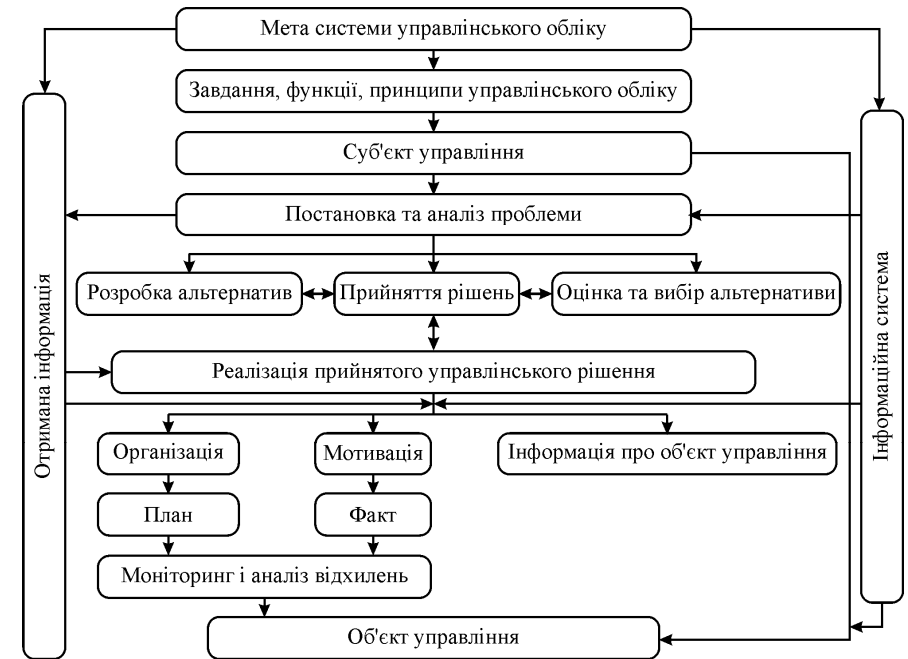 Мета системи управлінського обліку
Завдання, функції, принципи управлінського обліку
Суб'єкт управління
Постановка та аналіз проблеми
Розробка альтернатив
Прийняття рішень
Оцінка та вибір альтернативи
Реалізація прийнятого управлінського рішення
Організація
Мотивація
Інформація про об'єкт управління
План
Факт
Моніторинг і аналіз відхилень
Об'єкт управління
Отримана інформація
Інформаційна система